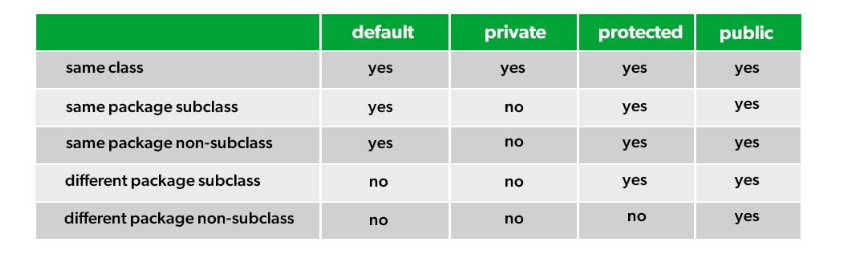 default private protected public
same class yes yes yes yes
same package subclass yes no yes yes
same package non-subclass yes no yes yes
different package subclass no no yes yes
different package non-subclass no no no yes